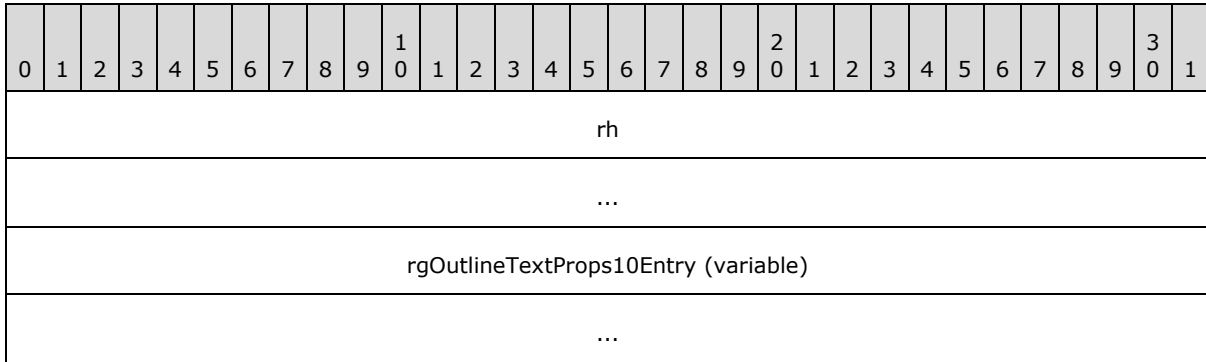 0 1 2 3 4 5 6 7 8 9 1 0 1 2 3 4 5 6 7 8 9 2 0 1 2 3 4 5 6 7 8 9 3 0 1
rh
...
rgOutlineTextProps10Entry (variable)
...